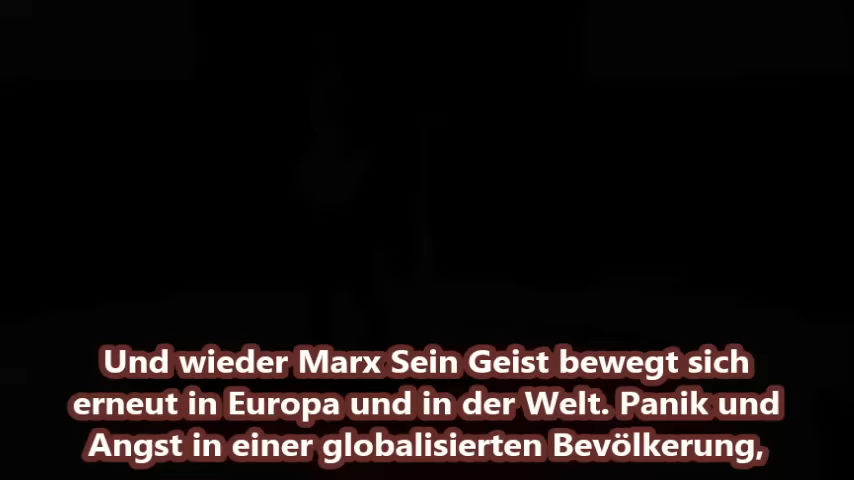 Und wieder Marx Sein Geist bewegt sich
erneut in Europa und in der Welt. Panik und
Angst in einer globalisierten Bevölkerung,